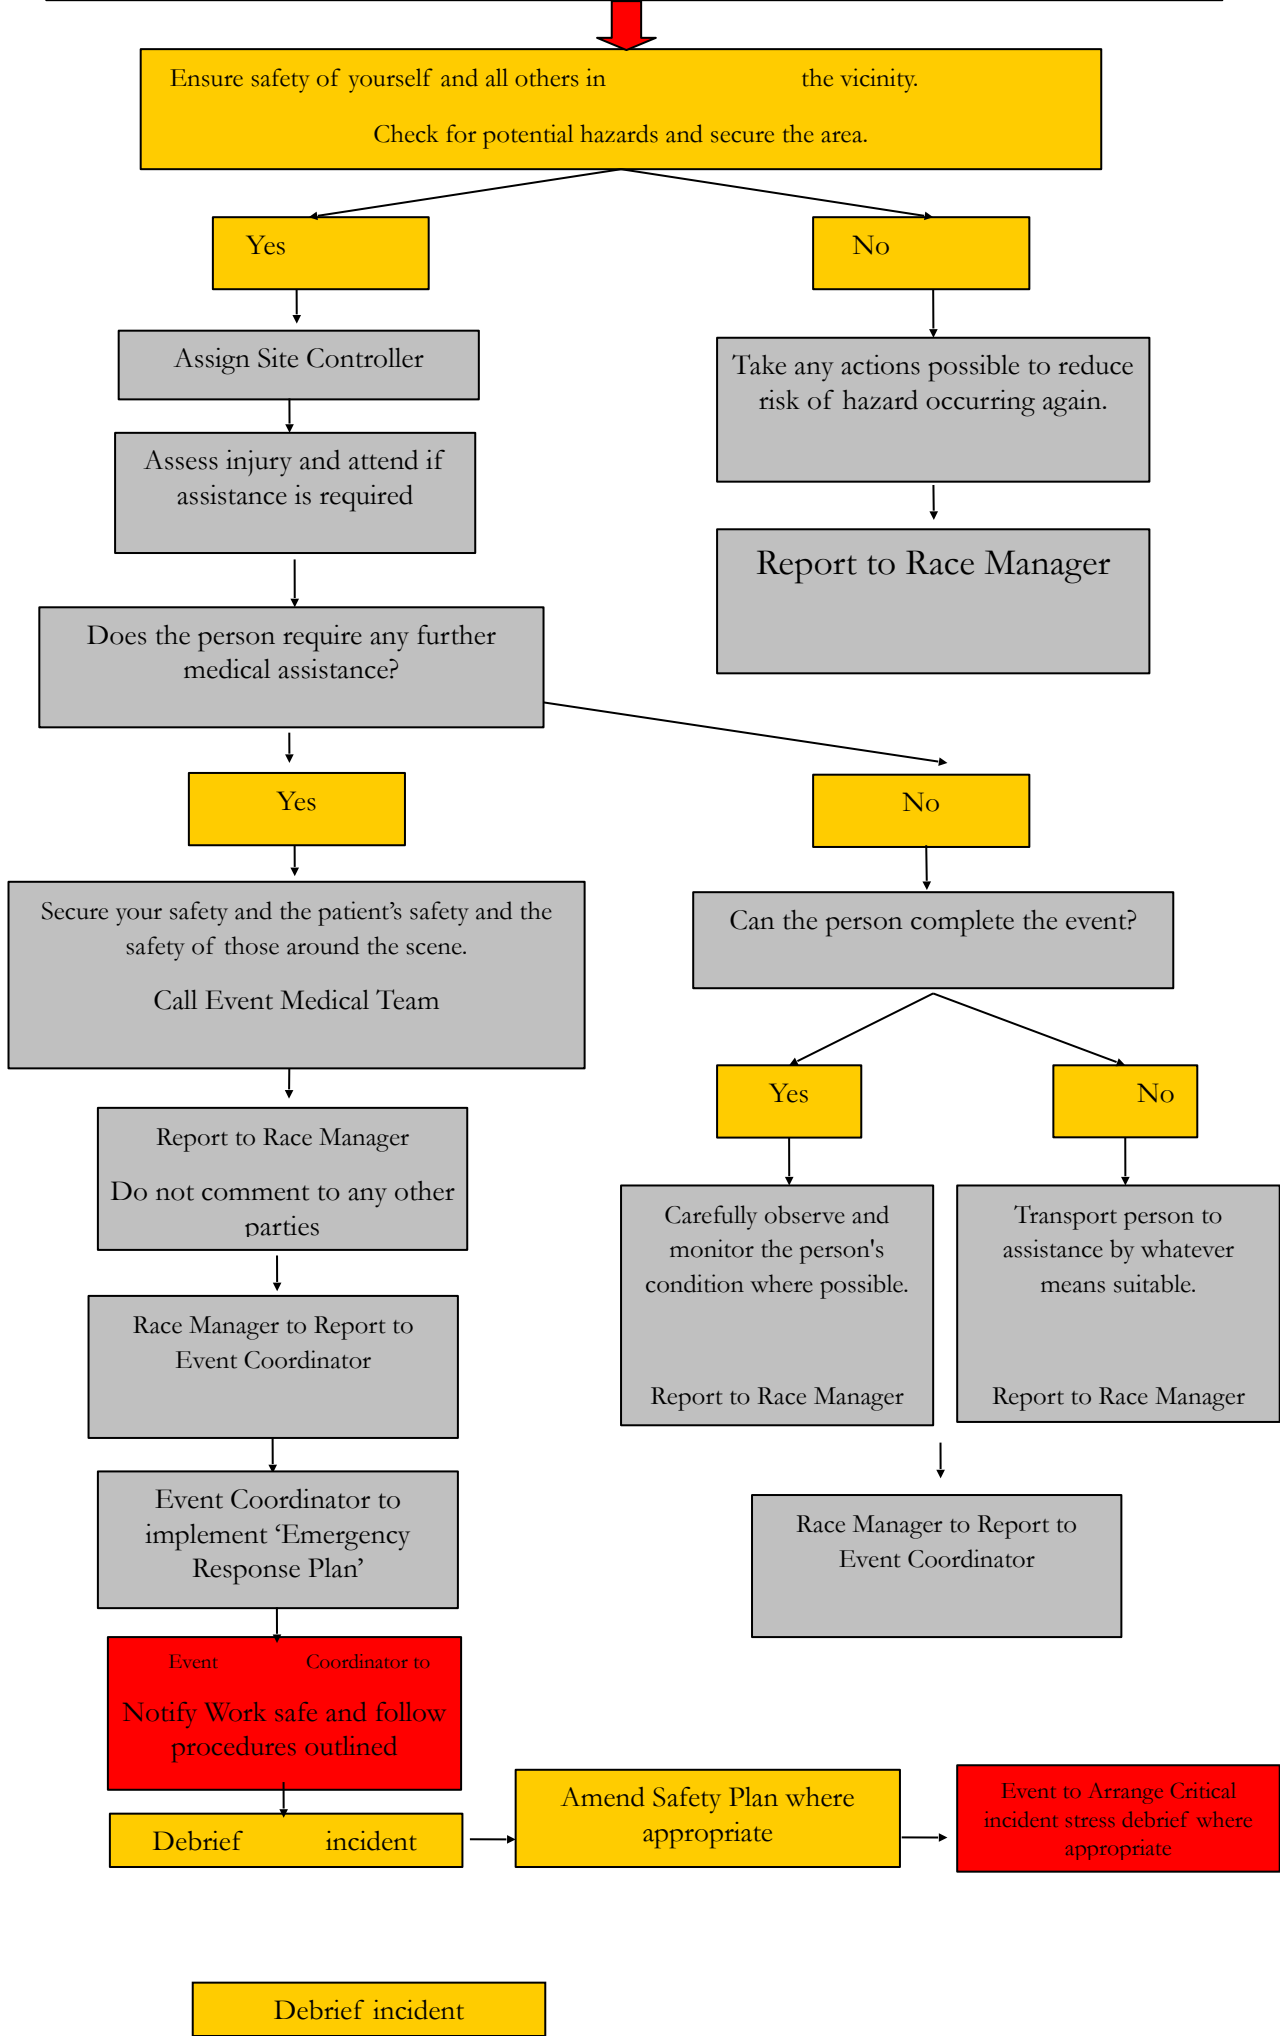 Ensure safety of yourself and all others in the vicinity.
Check for potential hazards and secure the area.
Yes
No
Assign Site Controller
Take any actions possible to reduce
risk of hazard occurring again.
Assess injury and attend if
assistance is required
Report to Race Manager
Does the person require any further
medical assistance?
Yes
No
Secure your safety and the patient’s safety and the
safety of those around the scene.
Call Event Medical Team
Can the person complete the event?
Yes
No
Report to Race Manager
Do not comment to any other
parties
Carefully observe and
monitor the person's
condition where possible.
Report to Race Manager
Transport person to
assistance by whatever
means suitable.
Report to Race Manager
Race Manager to Report to
Event Coordinator
Event Coordinator to
implement ‘Emergency
Response Plan’
Race Manager to Report to
Event Coordinator
Event Coordinator to
Notify Work safe and follow
procedures outlined
Debrief incident
Amend Safety Plan where
appropriate
Event to Arrange Critical
incident stress debrief where
appropriate
Debrief incident